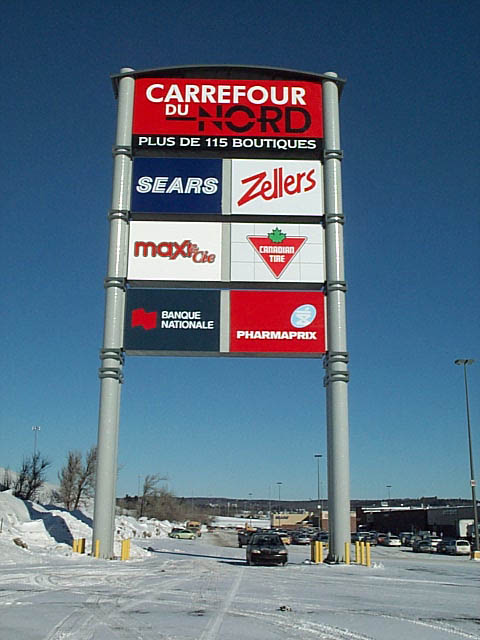 CARREFOUR
DU NORD
PLUS DE 115 BOUTIQUES
SEARS
Zellers
maxi & Cie
CANADIAN
TIRE
BANQUE
NATIONALE
PHARMAPRIX